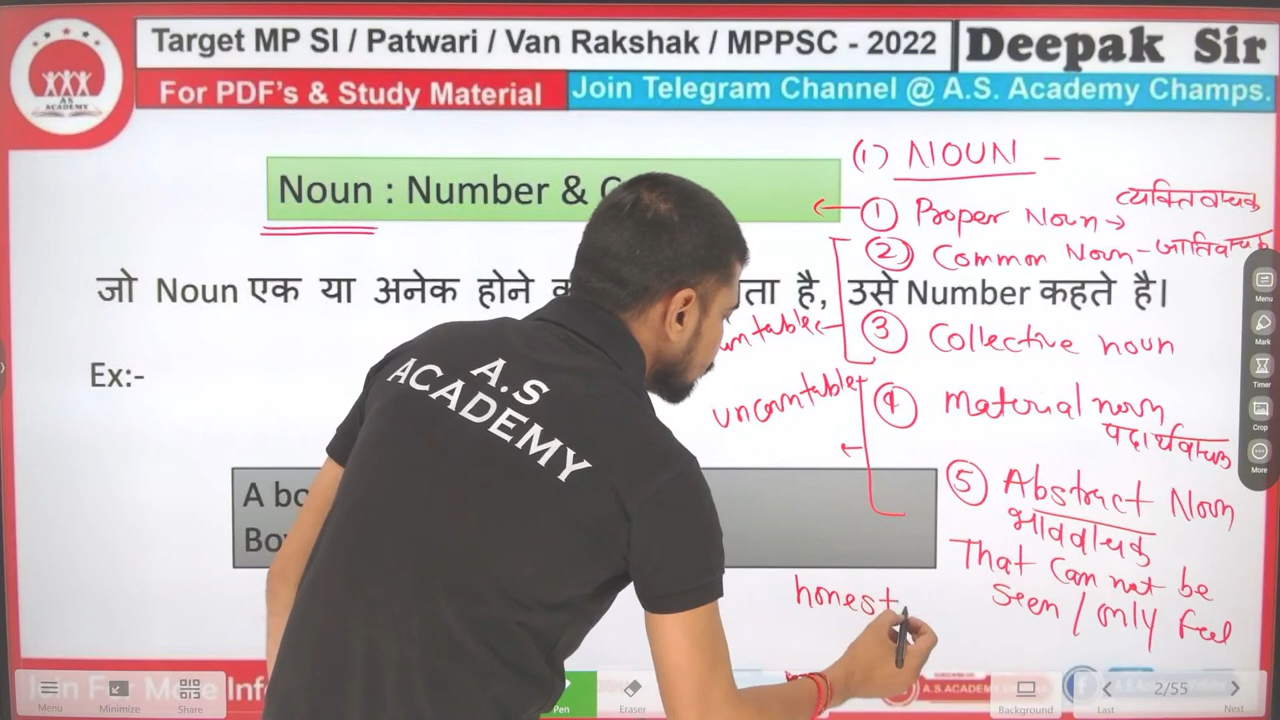 Target MP SI / Patwari / Van Rakshak / MPPSC - 2022
Deepak Sir
For PDF's & Study Material
Join Telegram Channel @ A.S. Academy Champs.
A.S
ACADEMY
(1) NOUN -
Noun : Number &
① Proper Noun → व्यक्तिवाचक
② Common Noun - जातिवाचक
जो Noun एक या अनेक होने
है, उसे Number कहते है।
③ Collective noun
Ex:-
uncountable
④ material noun
पदार्थवाचक
A.S
ACADEMY
⑤ Abstract Noun
भाववाचक
That can not be
seen / only feel
honest
Join For More
Menu
Mark
Timer
Crop
More
Menu
Minimize
Share
Pen
Eraser
Background
Last
2/55
Next